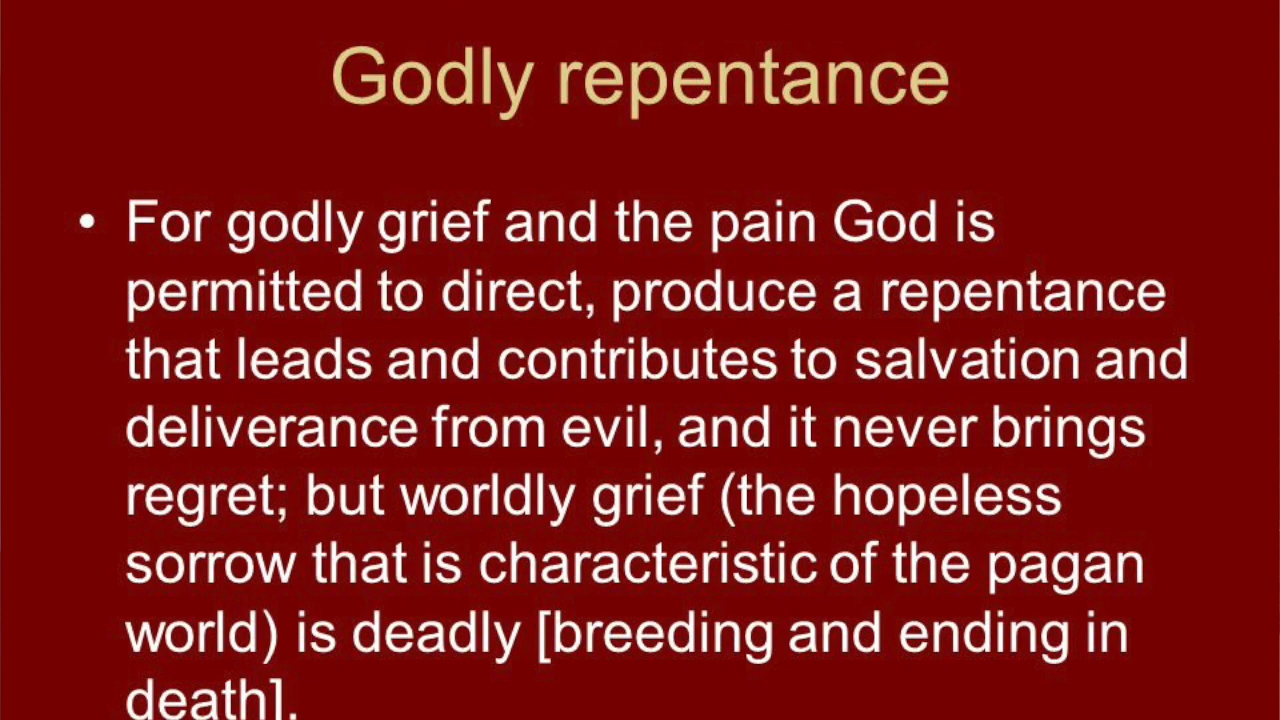 Godly repentance
• For godly grief and the pain God is
permitted to direct, produce a repentance
that leads and contributes to salvation and
deliverance from evil, and it never brings
regret; but worldly grief (the hopeless
sorrow that is characteristic of the pagan
world) is deadly [breeding and ending in
death].